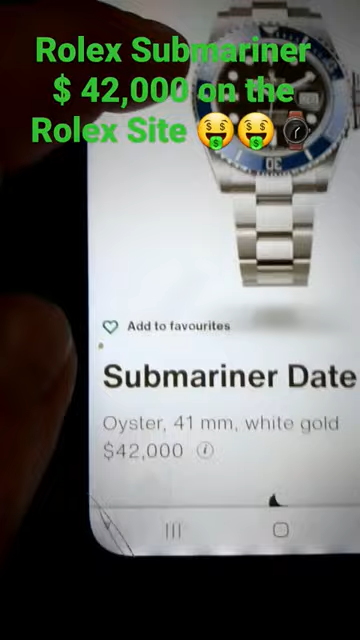 Rolex Submariner
$ 42,000 on the
Rolex Site 🤑🤑⌚
Add to favourites
Submariner Date
Oyster, 41 mm, white gold
$42,000